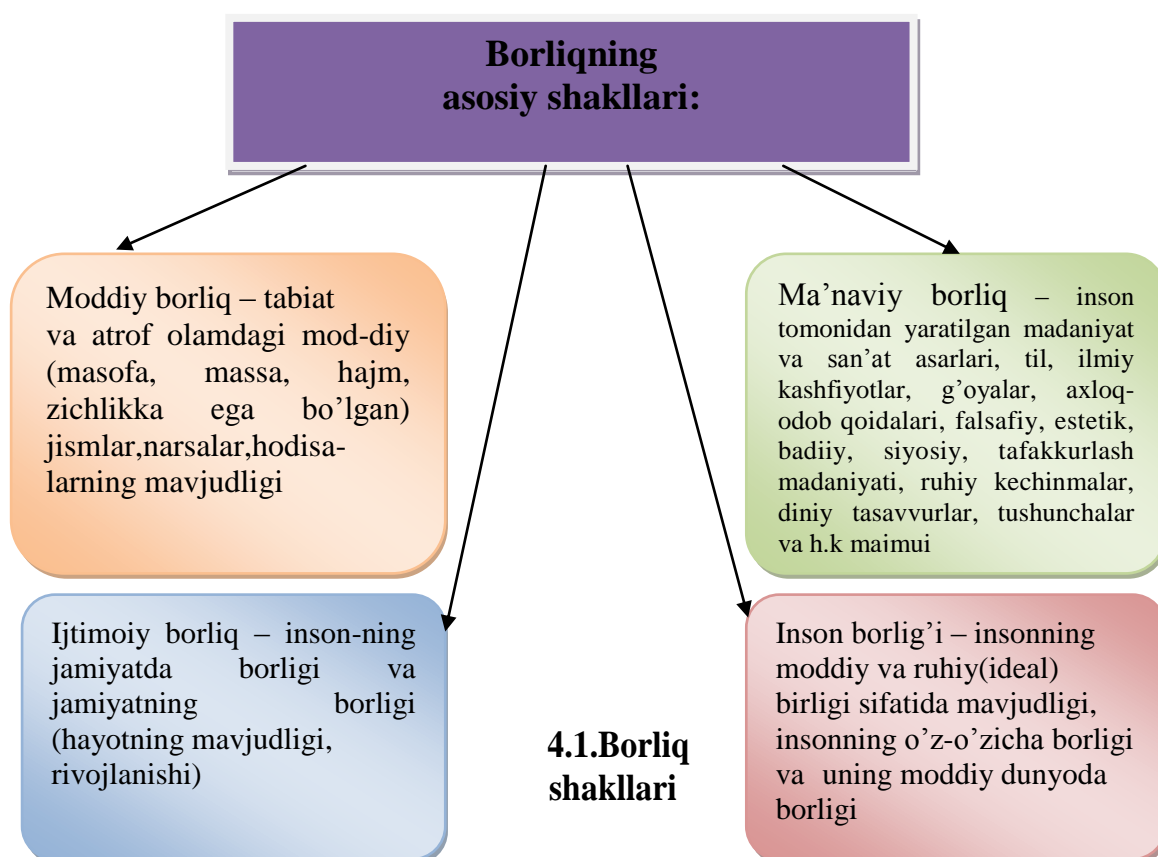 Borliqning
asosiy shakllari:
Moddiy borliq – tabiat
va atrof olamdagi mod-diy
(masofa, massa, hajm,
zichlikka ega bo’lgan)
jismlar,narsalar,hodisa-
larning mavjudligi
Ma’naviy borliq – inson
tomonidan yaratilgan madaniyat
va san’at asarlari, til, ilmiy
kashfiyotlar, g’oyalar, axloq-
odob qoidalari, falsafiy, estetik,
badiiy, siyosiy, tafakkurlash
madaniyati, ruhiy kechinmalar,
diniy tasavvurlar, tushunchalar
va h.k majmui
Ijtimoiy borliq – inson-ning
jamiyatda borligi va
jamiyatning borligi
(hayotning mavjudligi,
rivojlanishi)
Inson borlig’i – insonning
moddiy va ruhiy(ideal)
birligi sifatida mavjudligi,
insonning o’z-o’zicha borligi
va uning moddiy dunyoda
borligi
4.1.Borliq
shakllari